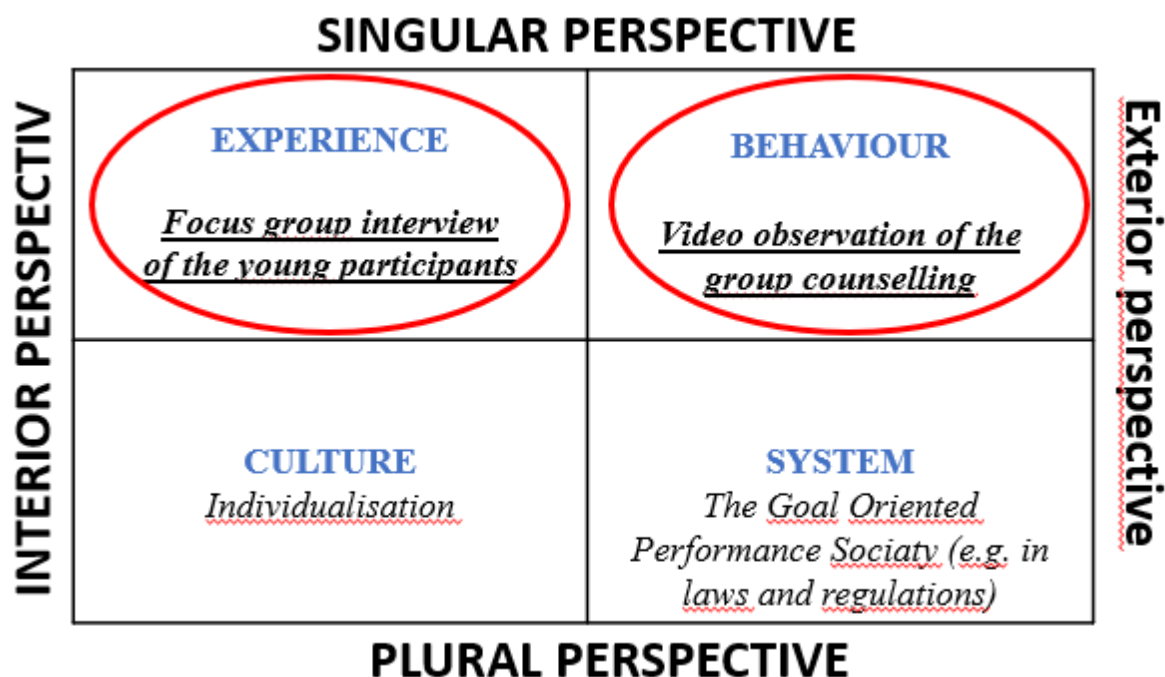 SINGULAR PERSPECTIVE
INTERIOR PERSPECTIV
EXPERIENCE
Focus group interview
of the young participants
BEHAVIOUR
Video observation of the
group counselling
Exterior perspective
CULTURE
Individualisation
SYSTEM
The Goal Oriented
Performance Sociaty (e.g. in
laws and regulations)
PLURAL PERSPECTIVE